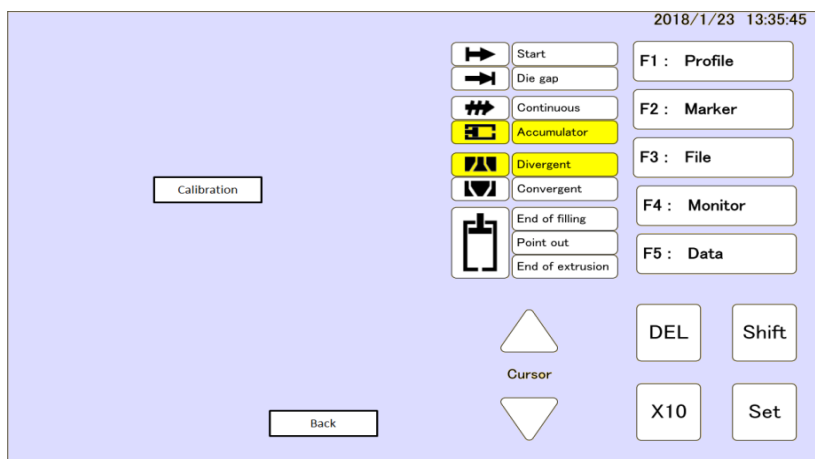 2018/1/23 13:35:45
Start
Die gap
Continuous
Accumulator
Divergent
Convergent
End of filling
Point out
End of extrusion
F1 : Profile
F2 : Marker
F3 : File
F4 : Monitor
F5 : Data
Calibration
Back
Cursor
DEL
Shift
X10
Set